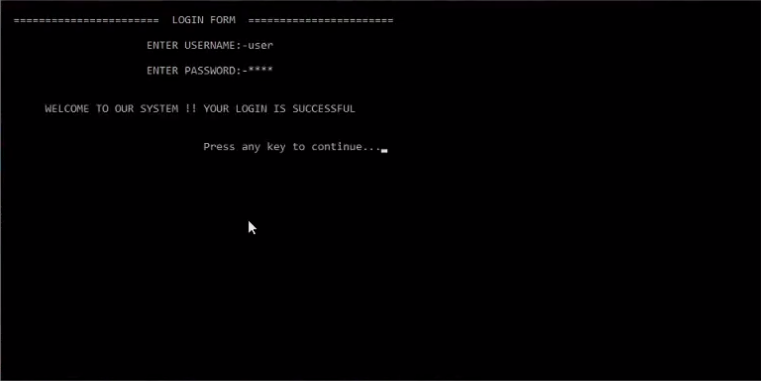 ======================= LOGIN FORM =======================
ENTER USERNAME:-user
ENTER PASSWORD:-****
WELCOME TO OUR SYSTEM !! YOUR LOGIN IS SUCCESSFUL
Press any key to continue...